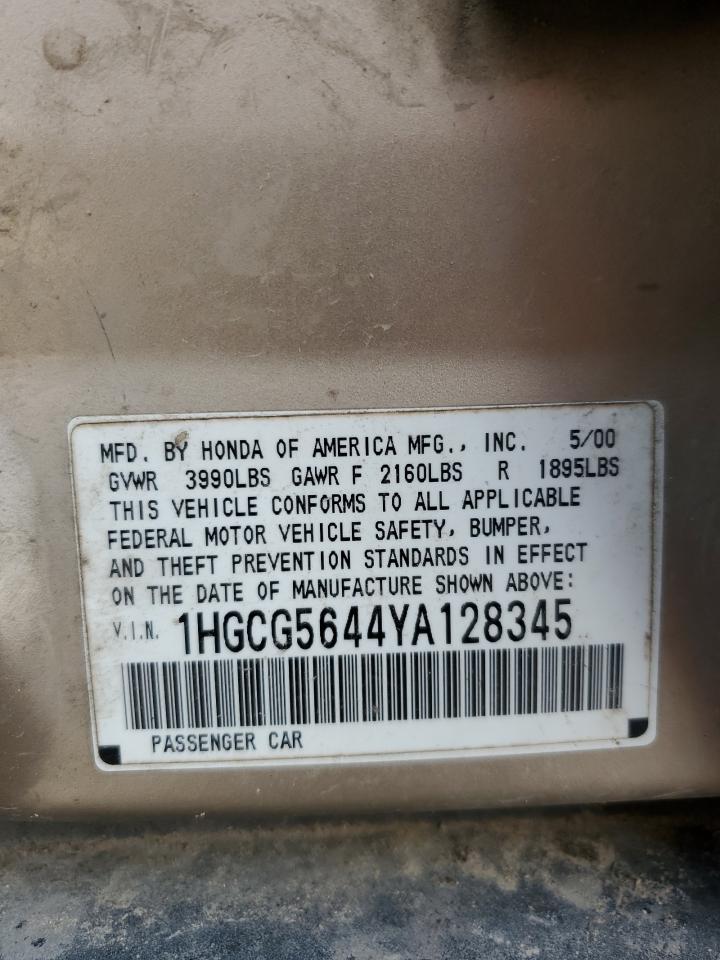 MFD. BY HONDA OF AMERICA MFG., INC. 5/00
GVWR 3990LBS GAWR F 2160LBS R 1895LBS
THIS VEHICLE CONFORMS TO ALL APPLICABLE
FEDERAL MOTOR VEHICLE SAFETY, BUMPER,
AND THEFT PREVENTION STANDARDS IN EFFECT
ON THE DATE OF MANUFACTURE SHOWN ABOVE:
V.I.N. 1HGCG5644YA128345
PASSENGER CAR